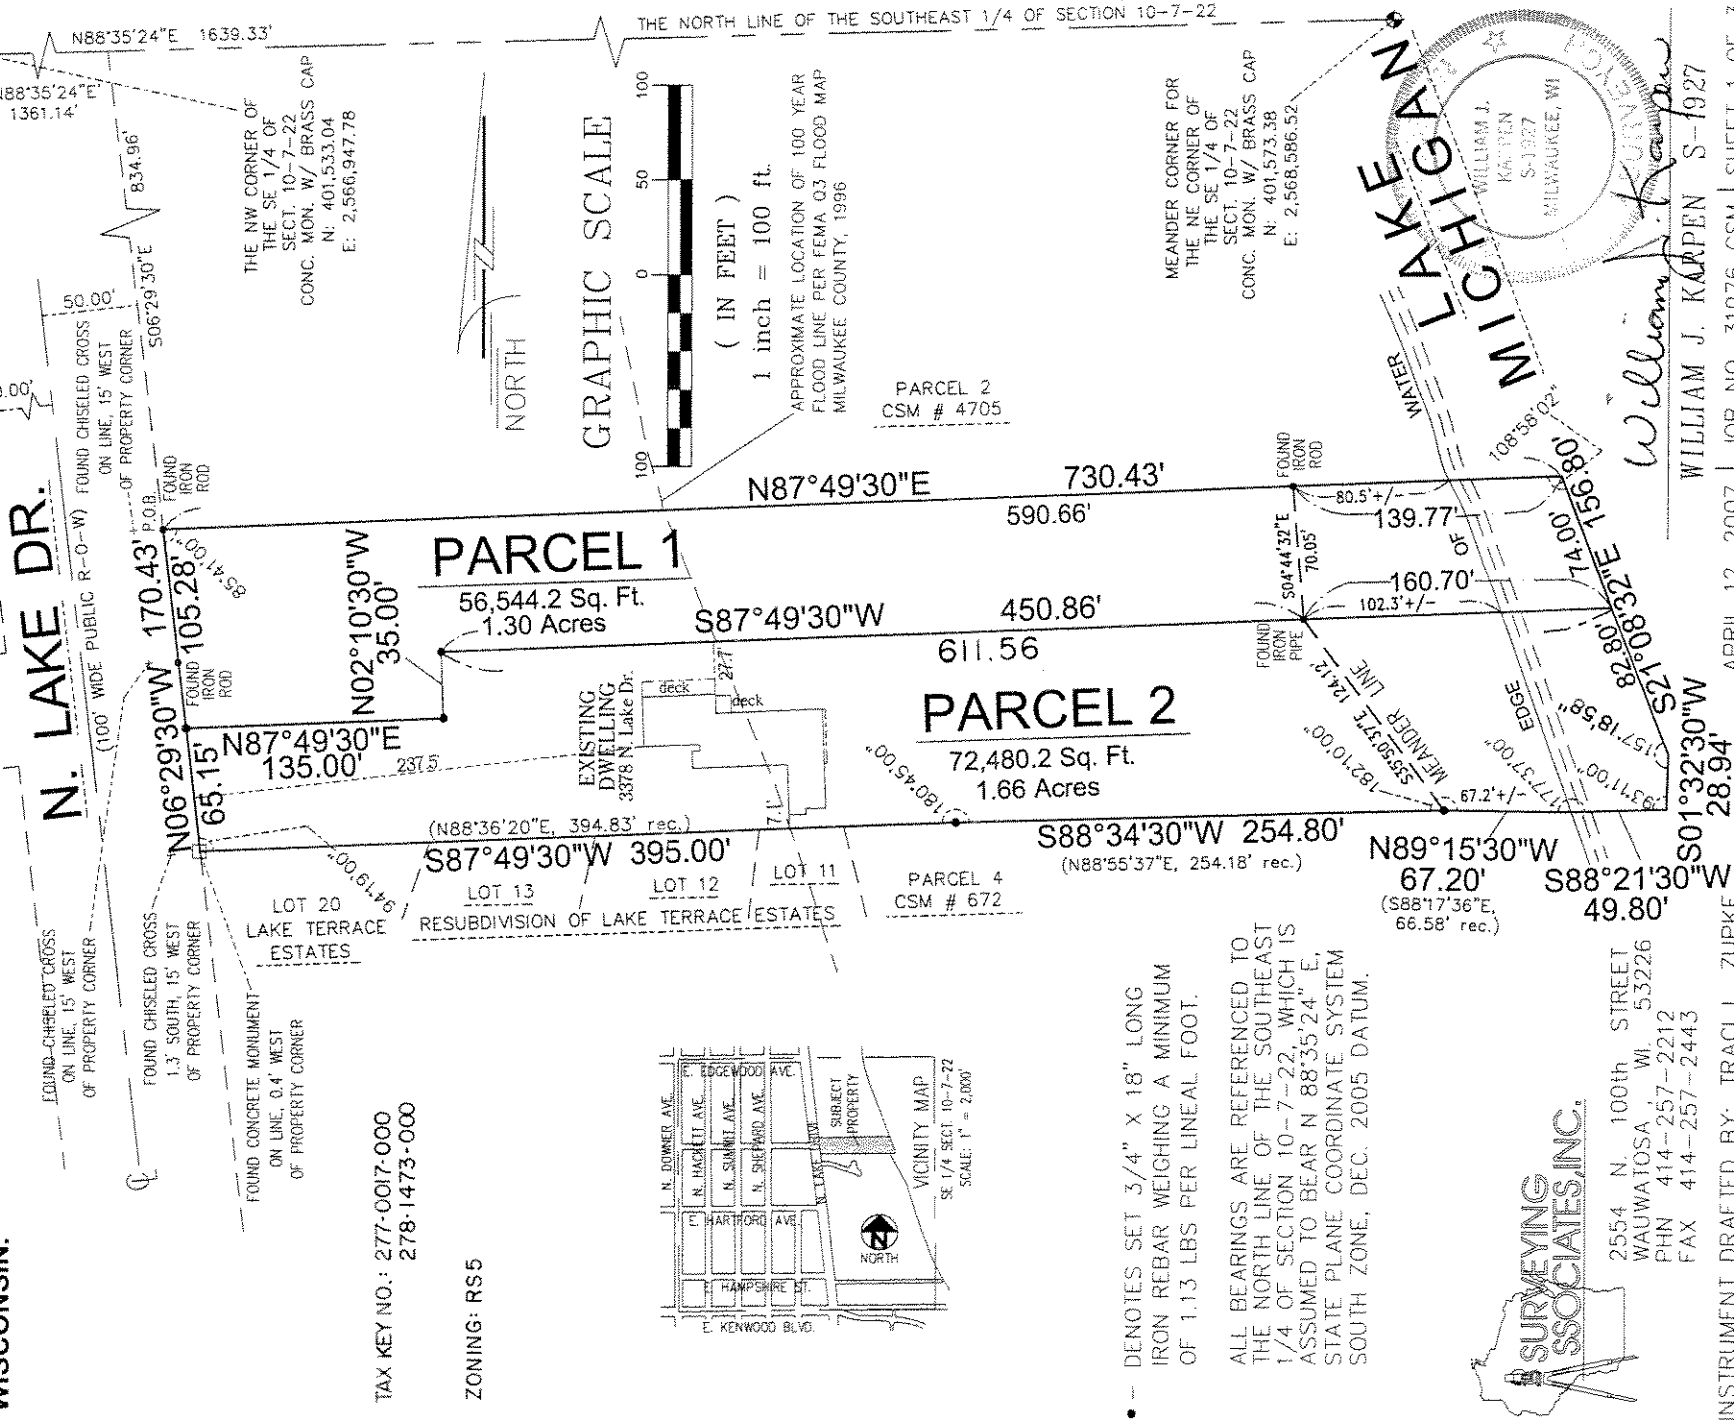 THE NORTH LINE OF THE SOUTHEAST 1/4 OF SECTION 10-7-22
N88°35'24"E 1639.33'
N88°35'24"E
1361.14'
834.96'
S06°29'30"E
50.00'
N. LAKE DR.
(100' WIDE PUBLIC R-O-W)
FOUND CHISELED CROSS
ON LINE, 15' WEST
OF PROPERTY CORNER
THE NW CORNER OF
THE SE 1/4 OF
SECT. 10-7-22
CONC. MON. W/ BRASS CAP
N: 401,533.04
E: 2,566,947.78
NORTH
GRAPHIC SCALE
100
0
50
100
( IN FEET )
1 inch = 100 ft.
APPROXIMATE LOCATION OF 100 YEAR
FLOOD LINE PER FEMA Q3 FLOOD MAP
MILWAUKEE COUNTY, 1996
PARCEL 2
CSM # 4705
MEANDER CORNER FOR
THE NE CORNER OF
THE SE 1/4 OF
SECT. 10-7-22
CONC. MON. W/ BRASS CAP
N: 401,573.38
E: 2,568,586.52
LAKE
MICHIGAN
WILLIAM J.
KARPEN
S-1927
MILWAUKEE, WI
SURVEYOR
William J. Karpen
WILLIAM J. KARPEN S-1927
P.O.B.
FOUND
IRON
ROD
N06°29'30"W 170.43'
105.28'
65.15'
85°41'00"
FOUND
IRON
ROD
N87°49'30"E 730.43'
590.66'
FOUND
IRON
ROD
80.5'+/-
139.77'
PARCEL 1
56,544.2 Sq. Ft.
1.30 Acres
N02°10'30"W
35.00'
S87°49'30"W 450.86'
611.56
S04°44'32"E
70.05'
160.70'
102.3'+/-
FOUND
IRON
PIPE
EDGE OF WATER
108°58'02"
74.00'
82.80'
S21°08'32"E 156.80'
N87°49'30"E
135.00'
237.5
EXISTING
DWELLING
3378 N. Lake Dr.
deck
deck
27.7'
7.1'
PARCEL 2
72,480.2 Sq. Ft.
1.66 Acres
S35°50'37"E 124.12'
MEANDER LINE
180°45'00"
182°10'00"
177°37'00"
157°18'58"
93°11'00"
67.2'+/-
94°19'00"
(N88°36'20"E, 394.83' rec.)
S87°49'30"W 395.00'
S88°34'30"W 254.80'
(N88°55'37"E, 254.18' rec.)
N89°15'30"W
67.20'
(S88°17'36"E,
66.58' rec.)
S88°21'30"W
49.80'
S01°32'30"W
28.94'
LOT 20
LAKE TERRACE
ESTATES
LOT 13
LOT 12
LOT 11
RESUBDIVISION OF LAKE TERRACE ESTATES
PARCEL 4
CSM # 672
FOUND CHISELED CROSS
ON LINE, 15' WEST
OF PROPERTY CORNER
FOUND CHISELED CROSS
1.3' SOUTH, 15' WEST
OF PROPERTY CORNER
FOUND CONCRETE MONUMENT
ON LINE, 0.4' WEST
OF PROPERTY CORNER
WISCONSIN.
TAX KEY NO.: 277-0017-000
278-1473-000
ZONING: RS5
N. DOWNER AVE.
N. HACKETT AVE.
N. SUMMIT AVE.
N. SHEPARD AVE.
N. LAKE DRIVE
E. EDGEWOOD AVE.
E. HARTFORD AVE.
E. HAMPSHIRE ST.
E. KENWOOD BLVD.
SUBJECT
PROPERTY
NORTH
VICINITY MAP
SE 1/4 SECT. 10-7-22
SCALE: 1" = 2,000'
• -- DENOTES SET 3/4" X 18" LONG
IRON REBAR WEIGHING A MINIMUM
OF 1.13 LBS PER LINEAL FOOT.
ALL BEARINGS ARE REFERENCED TO
THE NORTH LINE OF THE SOUTHEAST
1/4 OF SECTION 10-7-22, WHICH IS
ASSUMED TO BEAR N 88°35'24" E,
STATE PLANE COORDINATE SYSTEM
SOUTH ZONE, DEC. 2005 DATUM.
SURVEYING
ASSOCIATES, INC.
2554 N. 100th STREET
WAUWATOSA, WI. 53226
PHN 414-257-2212
FAX 414-257-2443
INSTRUMENT DRAFTED BY: TRACI L. ZUPKE
APRIL 2, 2007
JOB NO. 31076 CSM
SHEET 1 OF